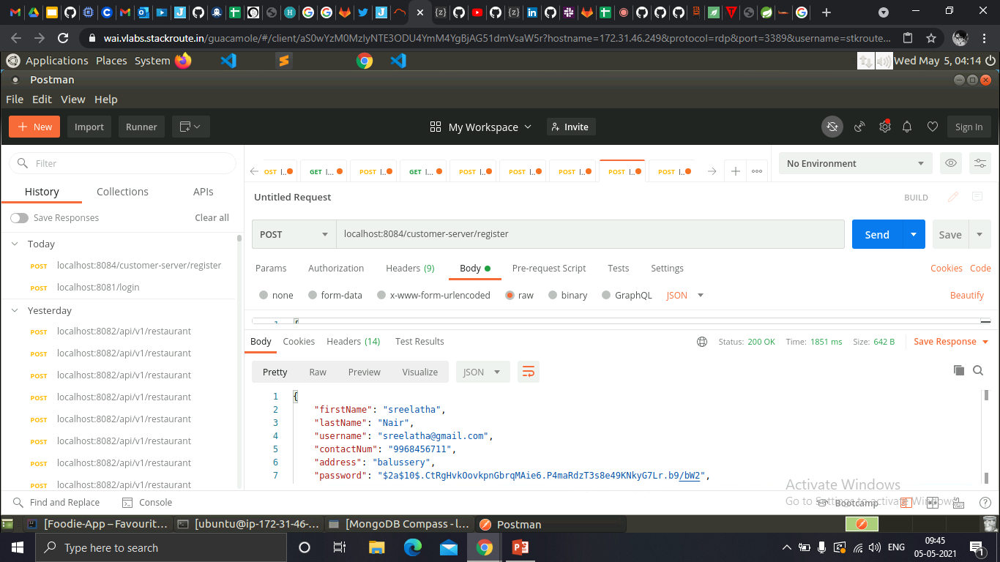 wai.vlabs.stackroute.in/guacamole/#/client/aS0wYzM0MzIyNTE3ODU4YmM4YgBjAG51dmVsaW5r?hostname=172.31.46.249&protocol=rdp&port=3389&username=stkroute...
Applications Places System Wed May 5, 04:14
Postman
File Edit View Help
New Import Runner My Workspace Invite Sign In
Filter
OST l.. GET l... POST l.. GET l... POST l.. POST l.. POST l.. POST l.. POST l.. No Environment
History Collections APIs
Untitled Request BUILD
Save Responses Clear all
POST localhost:8084/customer-server/register Send Save
Today
POST localhost:8084/customer-server/register
POST localhost:8081/login
Params Authorization Headers (9) Body Pre-request Script Tests Settings Cookies Code
none form-data x-www-form-urlencoded raw binary GraphQL JSON Beautify
Yesterday
POST localhost:8082/api/v1/restaurant
POST localhost:8082/api/v1/restaurant
POST localhost:8082/api/v1/restaurant
POST localhost:8082/api/v1/restaurant
POST localhost:8082/api/v1/restaurant
POST localhost:8082/api/v1/restaurant
POST localhost:8082/api/v1/restaurant
POST localhost:8082/api/v1/restaurant
Body Cookies Headers (14) Test Results Status: 200 OK Time: 1851 ms Size: 642 B Save Response
Pretty Raw Preview Visualize JSON
1 {
2 "firstName": "sreelatha",
3 "lastName": "Nair",
4 "username": "sreelatha@gmail.com",
5 "contactNum": "9968456711",
6 "address": "balussery",
7 "password": "$2a$10$.CtRgHvkOovkpnGbrqMAie6.P4maRdzT3s8e49KNkyG7Lr.b9/bW2",
Activate Windows
Go to Settings to activate Windows.
Find and Replace Console Bootcamp
[Foodie-App – Favourit... [ubuntu@ip-172-31-46-... [MongoDB Compass - l... Postman
Type here to search ENG 09:45
05-05-2021
1